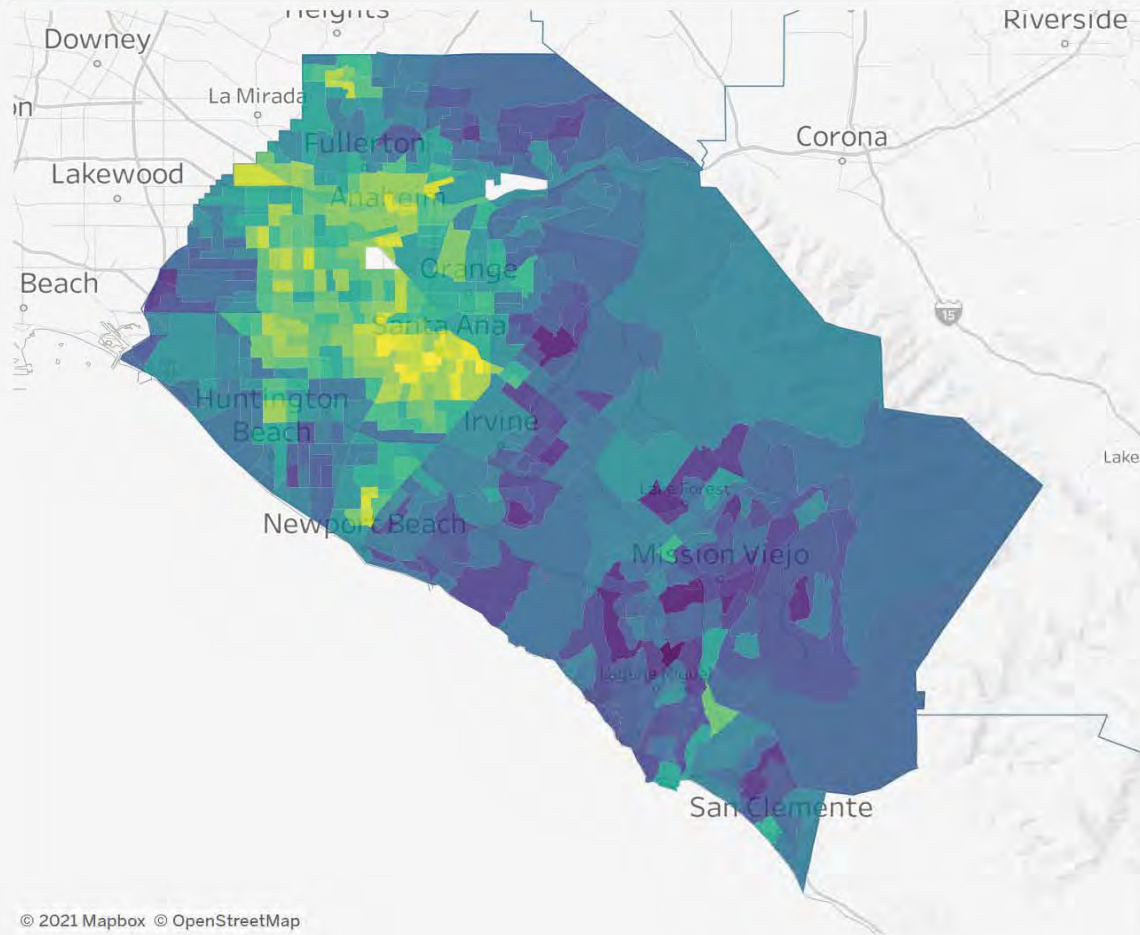 Heights
Riverside
Downey
La Mirada
Corona
Fullerton
Lakewood
Anaheim
Orange
Beach
15
Santa Ana
Huntington
Beach
Irvine
Lake
Lake Forest
Newport Beach
Mission Viejo
Laguna Niguel
San Clemente
© 2021 Mapbox © OpenStreetMap